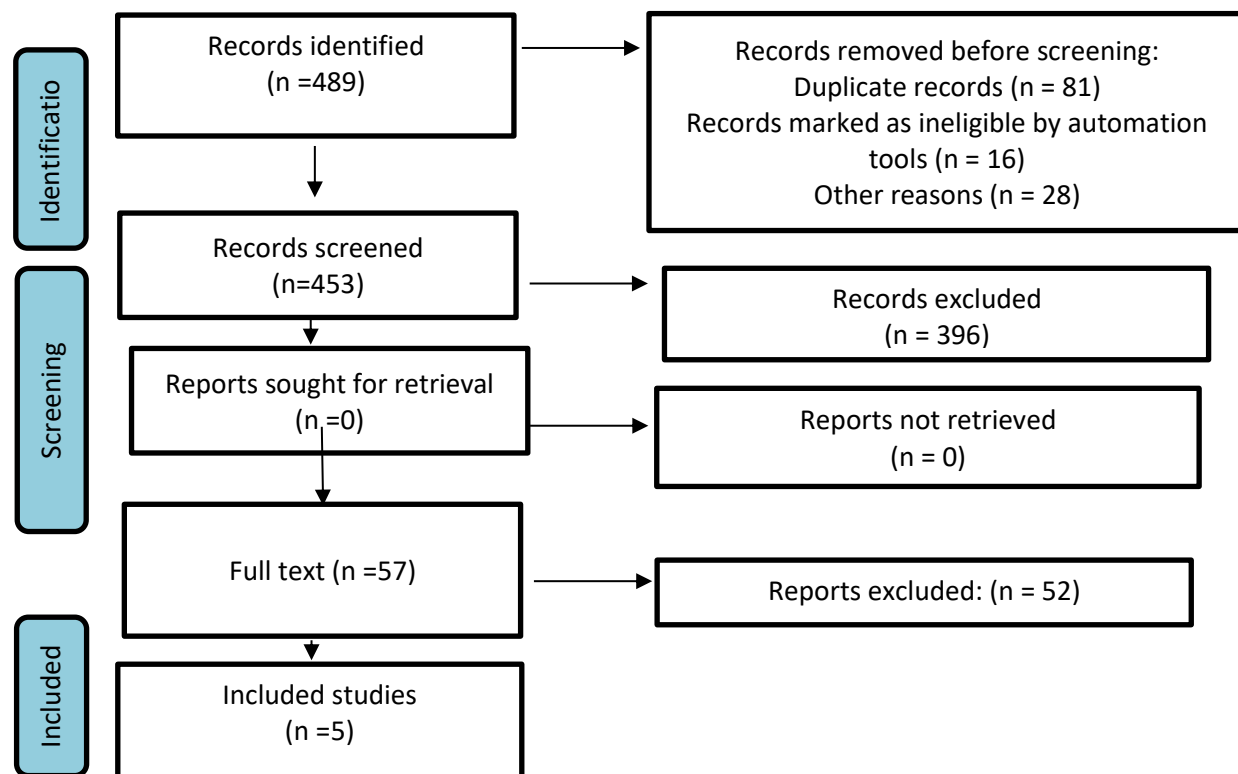 Identificatio
Records identified
(n =489)
Records removed before screening:
Duplicate records (n = 81)
Records marked as ineligible by automation
tools (n = 16)
Other reasons (n = 28)
Records screened
(n=453)
Records excluded
(n = 396)
Screening
Reports sought for retrieval
(n =0)
Reports not retrieved
(n = 0)
Full text (n =57)
Reports excluded: (n = 52)
Included
Included studies
(n =5)